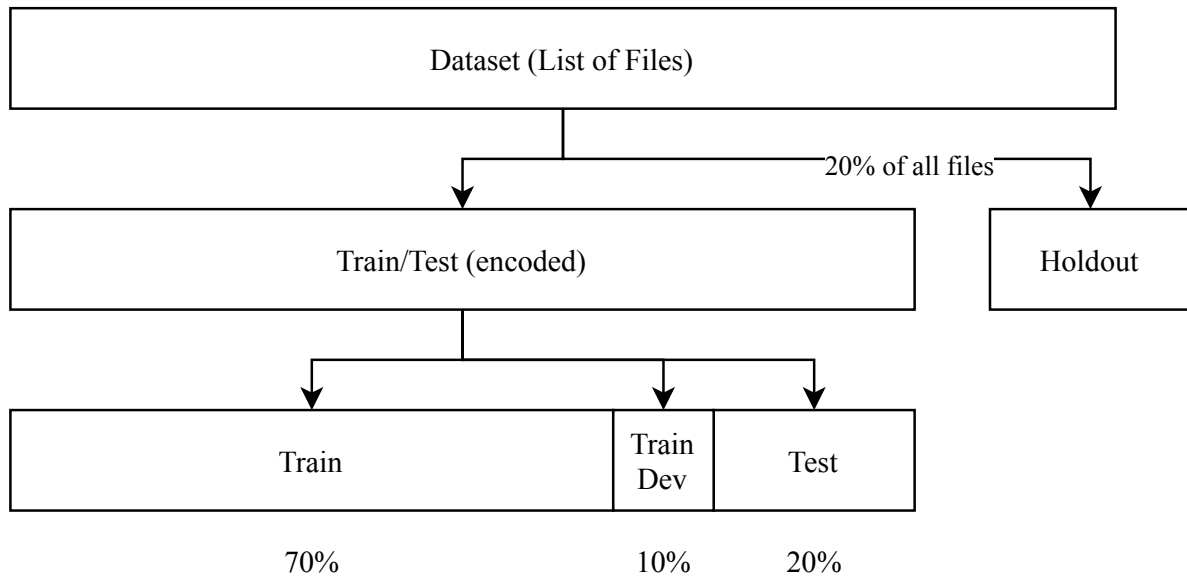 Dataset (List of Files)
20% of all files
Train/Test (encoded)
Holdout
Train
Train
Dev
Test
70%
10%
20%